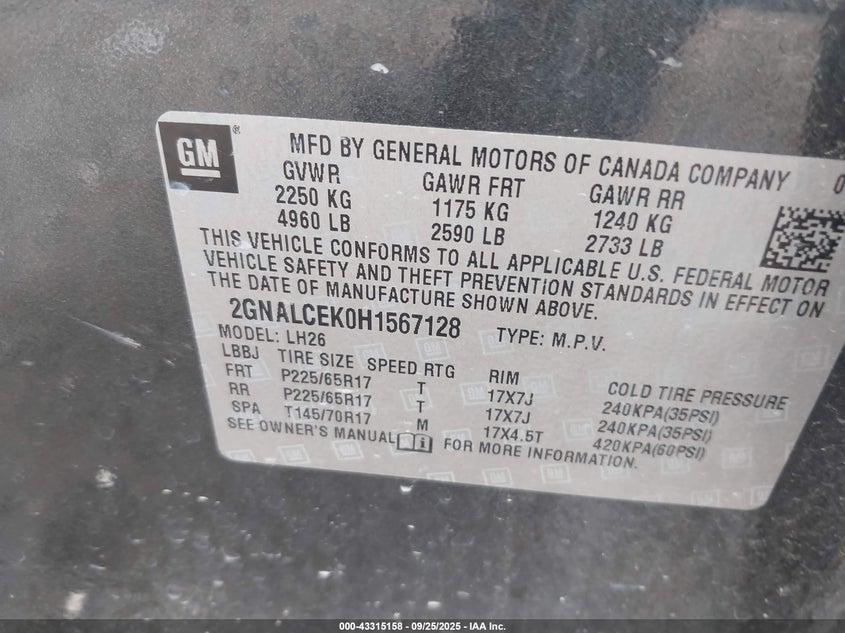 GM
MFD BY GENERAL MOTORS OF CANADA COMPANY 0
GVWR GAWR FRT GAWR RR
2250 KG 1175 KG 1240 KG
4960 LB 2590 LB 2733 LB
THIS VEHICLE CONFORMS TO ALL APPLICABLE U.S. FEDERAL MOTOR
VEHICLE SAFETY AND THEFT PREVENTION STANDARDS IN EFFECT ON
THE DATE OF MANUFACTURE SHOWN ABOVE.
2GNALCEK0H1567128 TYPE: M.P.V.
MODEL: LH26
LBBJ TIRE SIZE SPEED RTG RIM COLD TIRE PRESSURE
FRT P225/65R17 T 17X7J 240KPA(35PSI)
RR P225/65R17 T 17X7J 240KPA(35PSI)
SPA T145/70R17 M 17X4.5T 420KPA(60PSI)
SEE OWNER'S MANUAL FOR MORE INFORMATION.
000-43315158 - 09/25/2025 - IAA Inc.